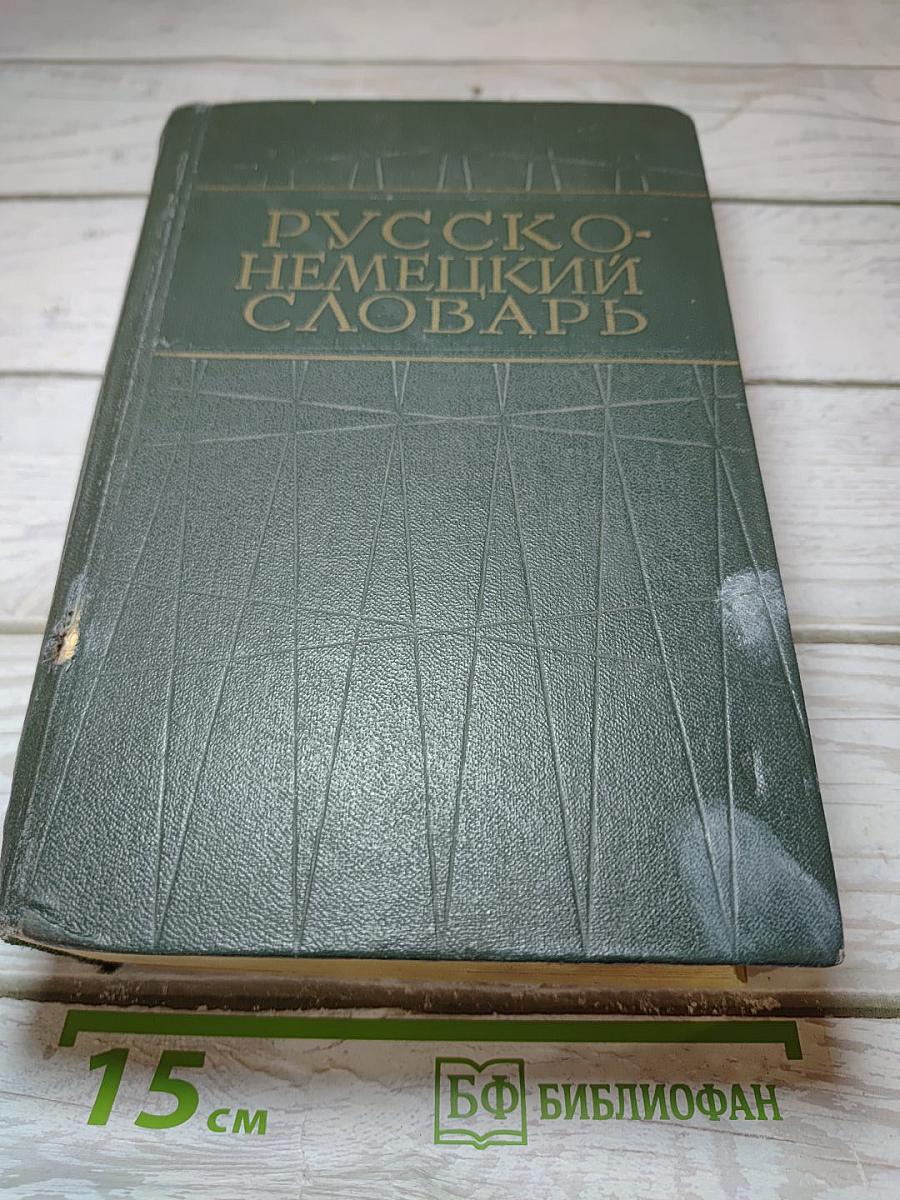 РУССКО-
НЕМЕЦКИЙ
СЛОВАРЬ
15 см
БФ БИБЛИОФАН